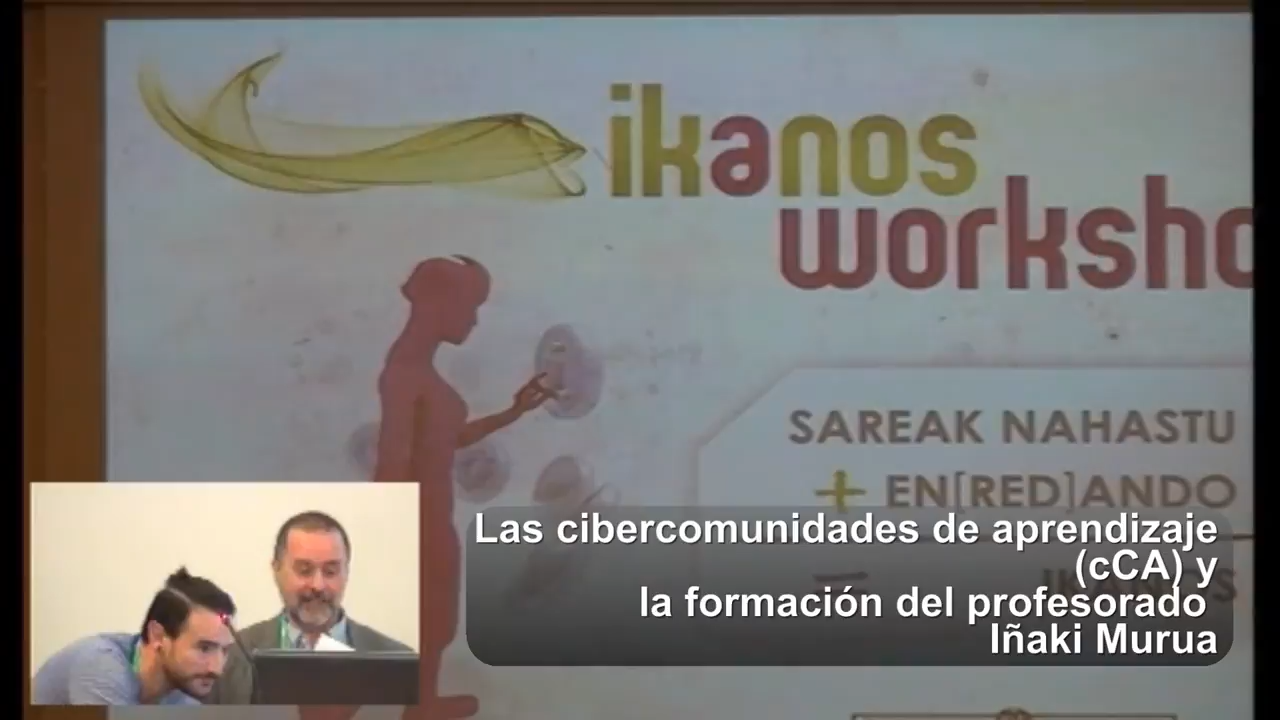 ikanos
worksho
SAREAK NAHASTU
+ EN[RED]ANDO
Las cibercomunidades de aprendizaje
(cCA) y
la formación del profesorado
Iñaki Murua